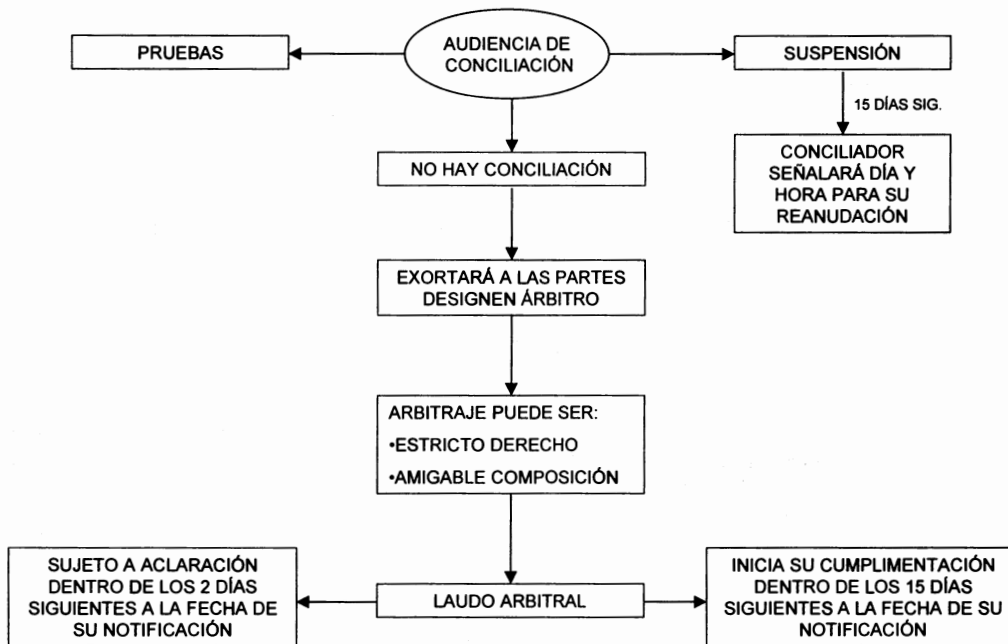 PRUEBAS
AUDIENCIA DE
CONCILIACIÓN
SUSPENSIÓN
15 DÍAS SIG.
CONCILIADOR
SEÑALARÁ DÍA Y
HORA PARA SU
REANUDACIÓN
NO HAY CONCILIACIÓN
EXORTARÁ A LAS PARTES
DESIGNEN ÁRBITRO
ARBITRAJE PUEDE SER:
•ESTRICTO DERECHO
•AMIGABLE COMPOSICIÓN
SUJETO A ACLARACIÓN
DENTRO DE LOS 2 DÍAS
SIGUIENTES A LA FECHA DE
SU NOTIFICACIÓN
LAUDO ARBITRAL
INICIA SU CUMPLIMENTACIÓN
DENTRO DE LOS 15 DÍAS
SIGUIENTES A LA FECHA DE SU
NOTIFICACIÓN